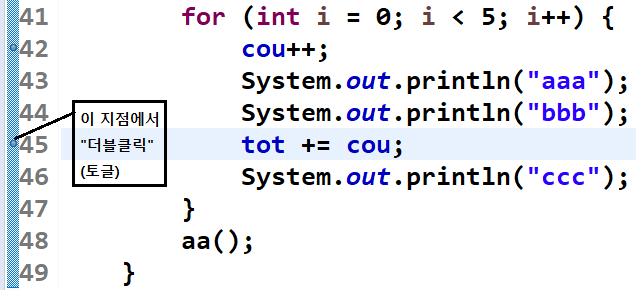 41 for (int i = 0; i < 5; i++) {
42 cou++;
43 System.out.println("aaa");
44 System.out.println("bbb");
이 지점에서
"더블클릭"
(토글)
45 tot += cou;
46 System.out.println("ccc");
47 }
48 aa();
49 }